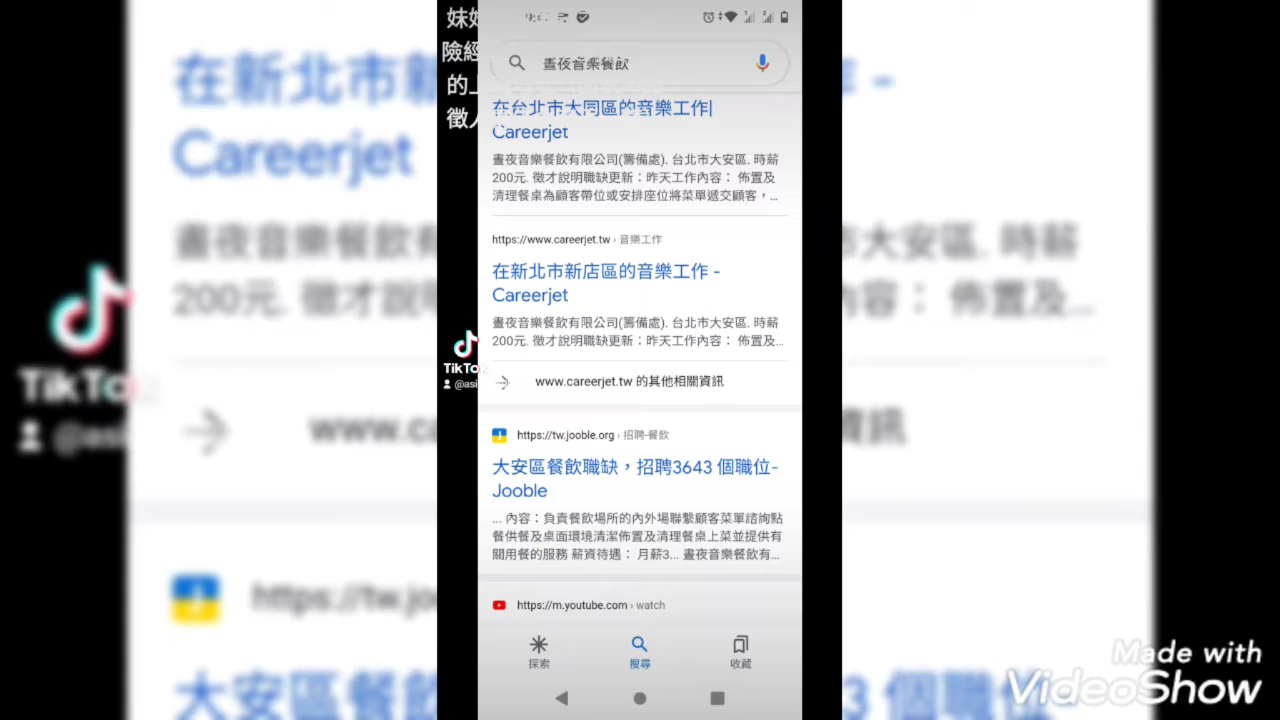 晝夜音樂餐飲
在台北市大同區的音樂工作|
Careerjet
晝夜音樂餐飲有限公司(籌備處). 台北市大安區. 時薪
200元. 徵才說明職缺更新：昨天工作內容： 佈置及
清理餐桌為顧客帶位或安排座位將菜單遞交顧客，...
https://www.careerjet.tw › 音樂工作
在新北市新店區的音樂工作 -
Careerjet
晝夜音樂餐飲有限公司(籌備處). 台北市大安區. 時薪
200元. 徵才說明職缺更新：昨天工作內容： 佈置及...
www.careerjet.tw 的其他相關資訊
https://tw.jooble.org › 招聘-餐飲
大安區餐飲職缺，招聘3643 個職位-
Jooble
... 內容：負責餐飲場所的內外場聯繫顧客菜單諮詢點
餐供餐及桌面環境清潔佈置及清理餐桌上菜並提供有
關用餐的服務 薪資待遇： 月薪3... 晝夜音樂餐飲有...
https://m.youtube.com › watch
探索
搜尋
收藏
TikTok
@asi
Made with
VideoShow